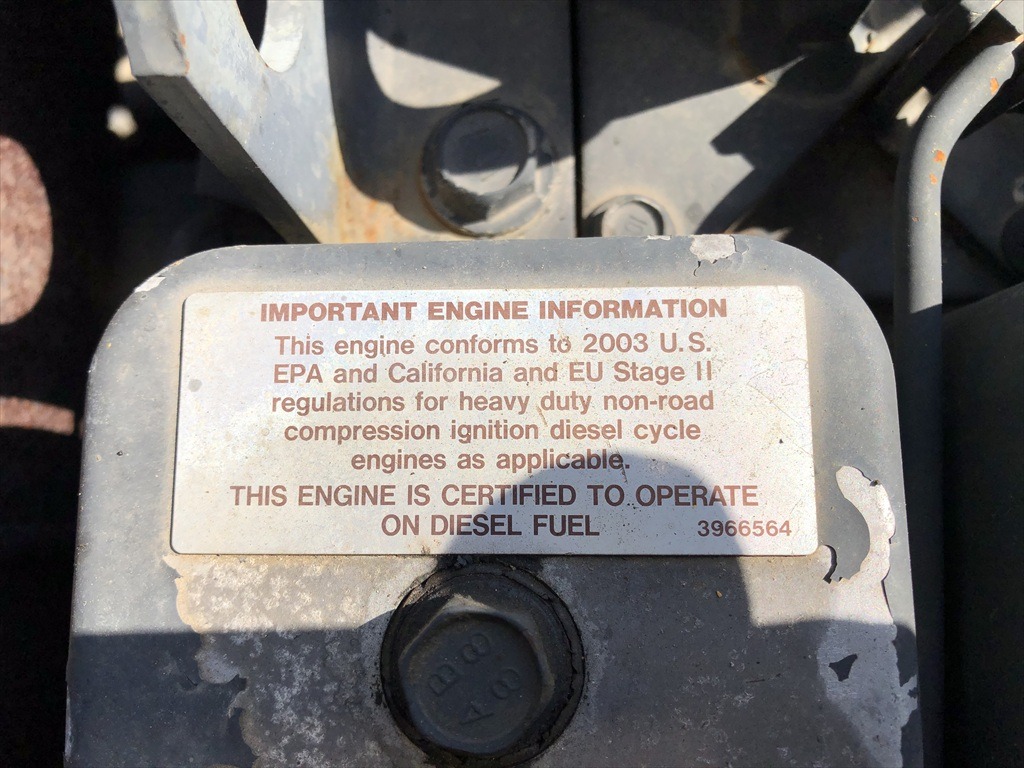 IMPORTANT ENGINE INFORMATION
This engine conforms to 2003 U.S.
EPA and California and EU Stage II
regulations for heavy duty non-road
compression ignition diesel cycle
engines as applicable.
THIS ENGINE IS CERTIFIED TO OPERATE
ON DIESEL FUEL 3966564